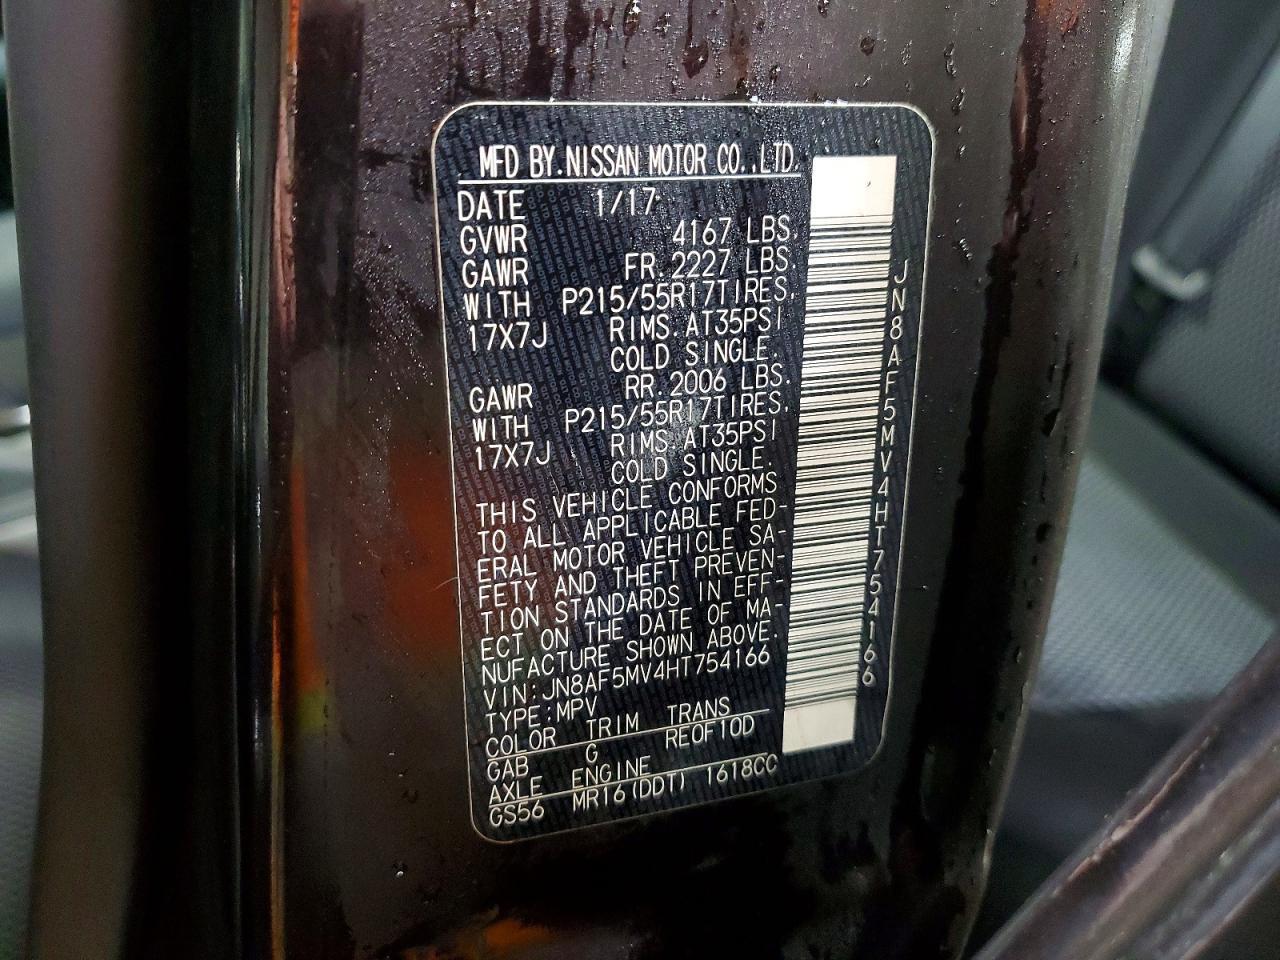 MFD BY.NISSAN MOTOR CO.,LTD.
DATE 1/17
GVWR 4167 LBS.
GAWR FR.2227 LBS.
WITH P215/55R17TIRES.
17X7J RIMS.AT35PSI
COLD SINGLE.
GAWR RR.2006 LBS.
WITH P215/55R17TIRES.
17X7J RIMS.AT35PSI
COLD SINGLE.
THIS VEHICLE CONFORMS
TO ALL APPLICABLE FED-
ERAL MOTOR VEHICLE SA-
FETY AND THEFT PREVEN-
TION STANDARDS IN EFF-
ECT ON THE DATE OF MA-
NUFACTURE SHOWN ABOVE.
VIN:JN8AF5MV4HT754166
TYPE:MPV
COLOR TRIM TRANS
GAB G RE0F10D
AXLE ENGINE
GS56 MR16(DDT) 1618CC
JN8AF5MV4HT754166